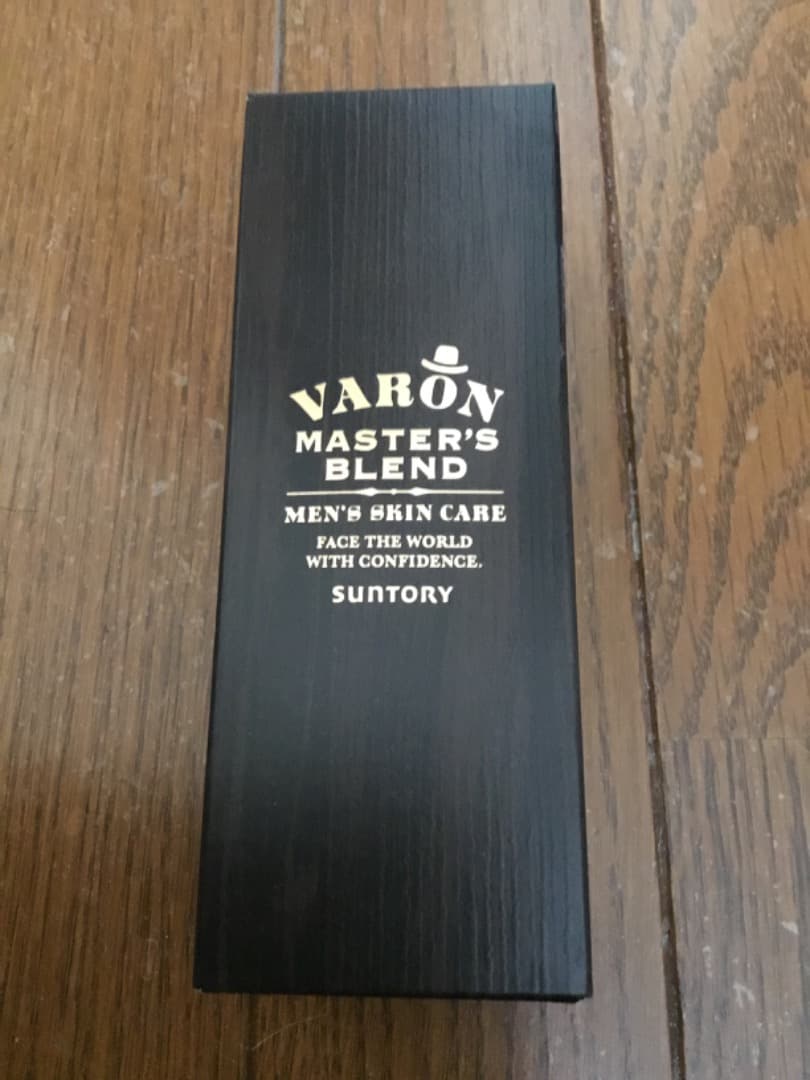 VARON
MASTER'S
BLEND
MEN'S SKIN CARE
FACE THE WORLD
WITH CONFIDENCE.
SUNTORY